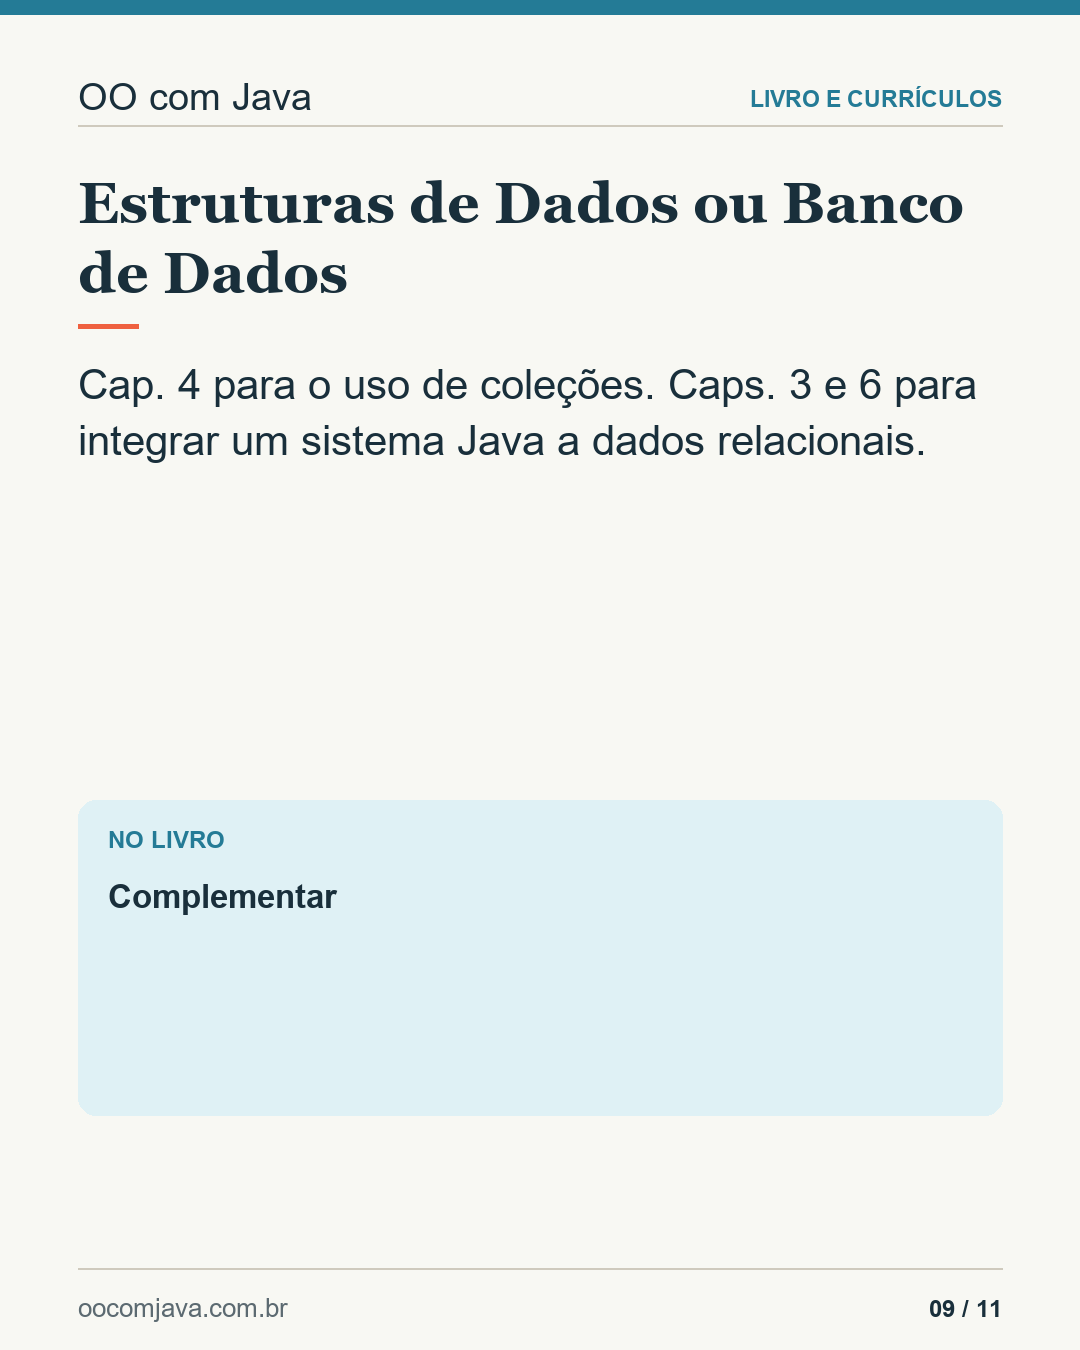 OO com Java
LIVRO E CURRÍCULOS
Estruturas de Dados ou Banco
de Dados
Cap. 4 para o uso de coleções. Caps. 3 e 6 para
integrar um sistema Java a dados relacionais.
NO LIVRO
Complementar
oocomjava.com.br
09 / 11